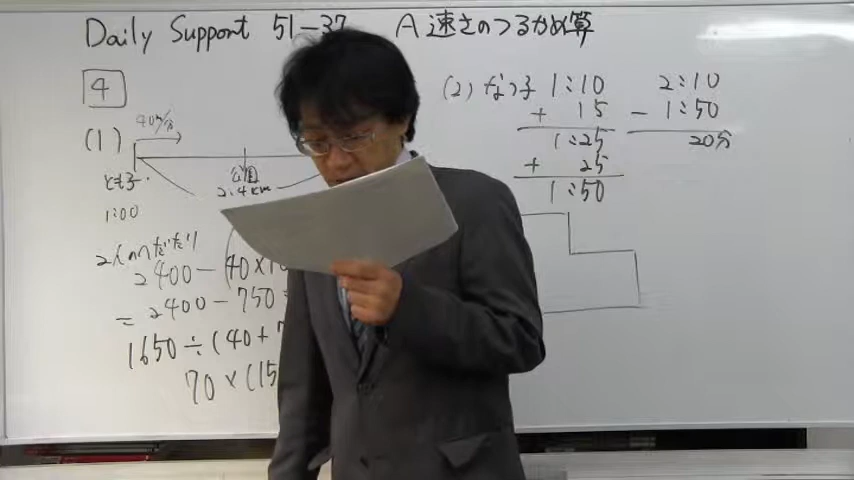 Daily Support 51-37 A 速さのつるかめ算
4
(1) 40m/分
とも子
公園
2.4km
1:00
2人のへだたり
2400-(40×1
=2400-750=
1650÷(40+
70×(15
(2) なつ子 1:10
+ 15
1:25
+ 25
1:50
2:10
- 1:50
20分